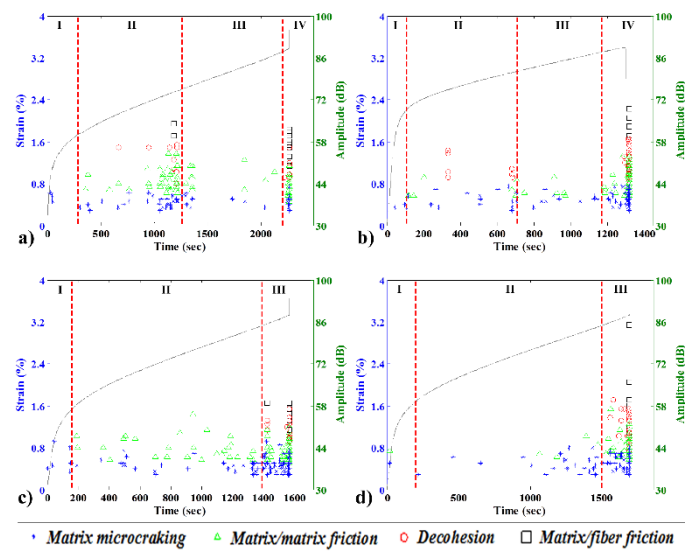 4
3.2
2.4
1.6
0.8
0
Strain (%)
I
II
III
IV
100
86
72
58
44
30
Amplitude (dB)
0
500
1000
1500
2000
Time (sec)
a)
4
3.2
2.4
1.6
0.8
0
Strain (%)
I
II
III
IV
100
86
72
58
44
30
Amplitude (dB)
0
200
400
600
800
1000
1200
1400
Time (sec)
b)
4
3.2
2.4
1.6
0.8
0
Strain (%)
I
II
III
100
86
72
58
44
30
Amplitude (dB)
0
200
400
600
800
1000
1200
1400
1600
Time (sec)
c)
4
3.2
2.4
1.6
0.8
0
Strain (%)
I
II
III
100
86
72
58
44
30
Amplitude (dB)
0
500
1000
1500
Time (sec)
d)
Matrix microcraking
Matrix/matrix friction
Decohesion
Matrix/fiber friction